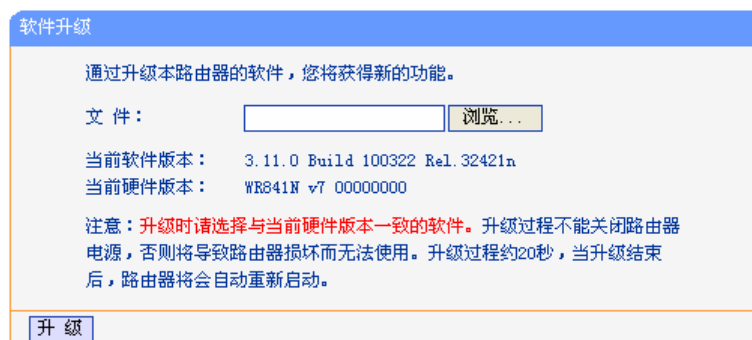 软件升级
通过升级本路由器的软件，您将获得新的功能。
文 件： 浏览...
当前软件版本： 3.11.0 Build 100322 Rel.32421n
当前硬件版本： WR841N v7 00000000
注意：升级时请选择与当前硬件版本一致的软件。升级过程不能关闭路由器
电源，否则将导致路由器损坏而无法使用。升级过程约20秒，当升级结束
后，路由器将会自动重新启动。
升 级